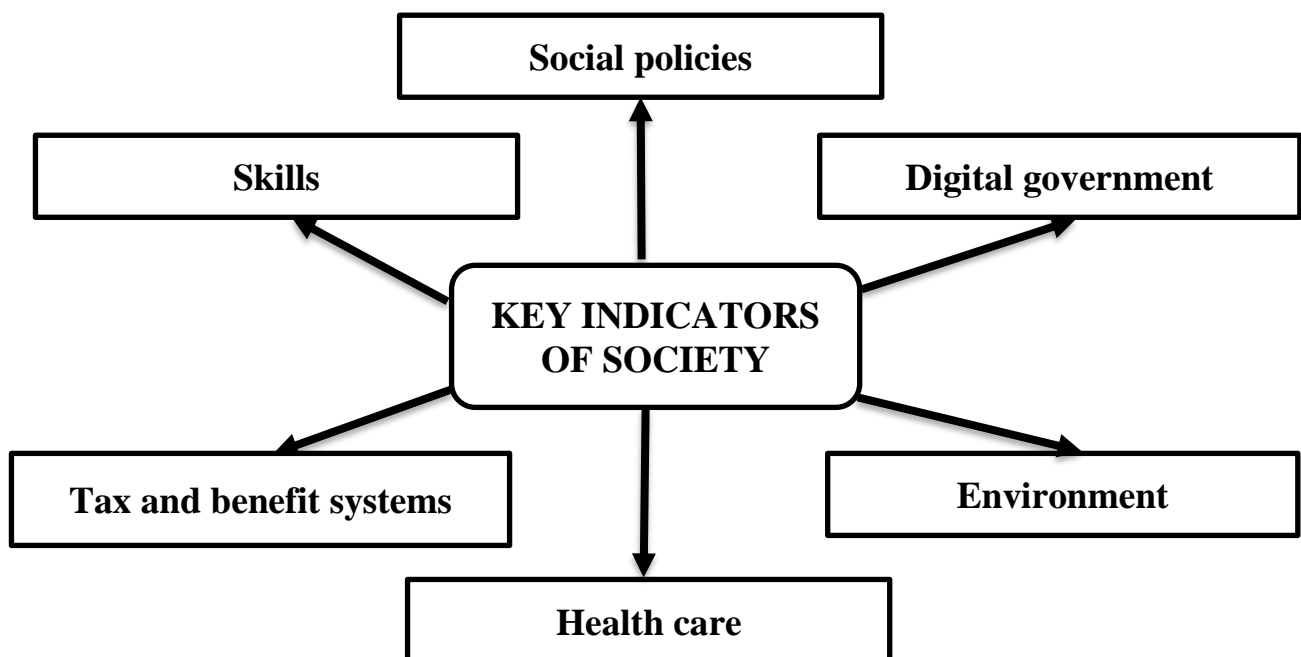 Social policies
Skills
Digital government
KEY INDICATORS
OF SOCIETY
Tax and benefit systems
Environment
Health care